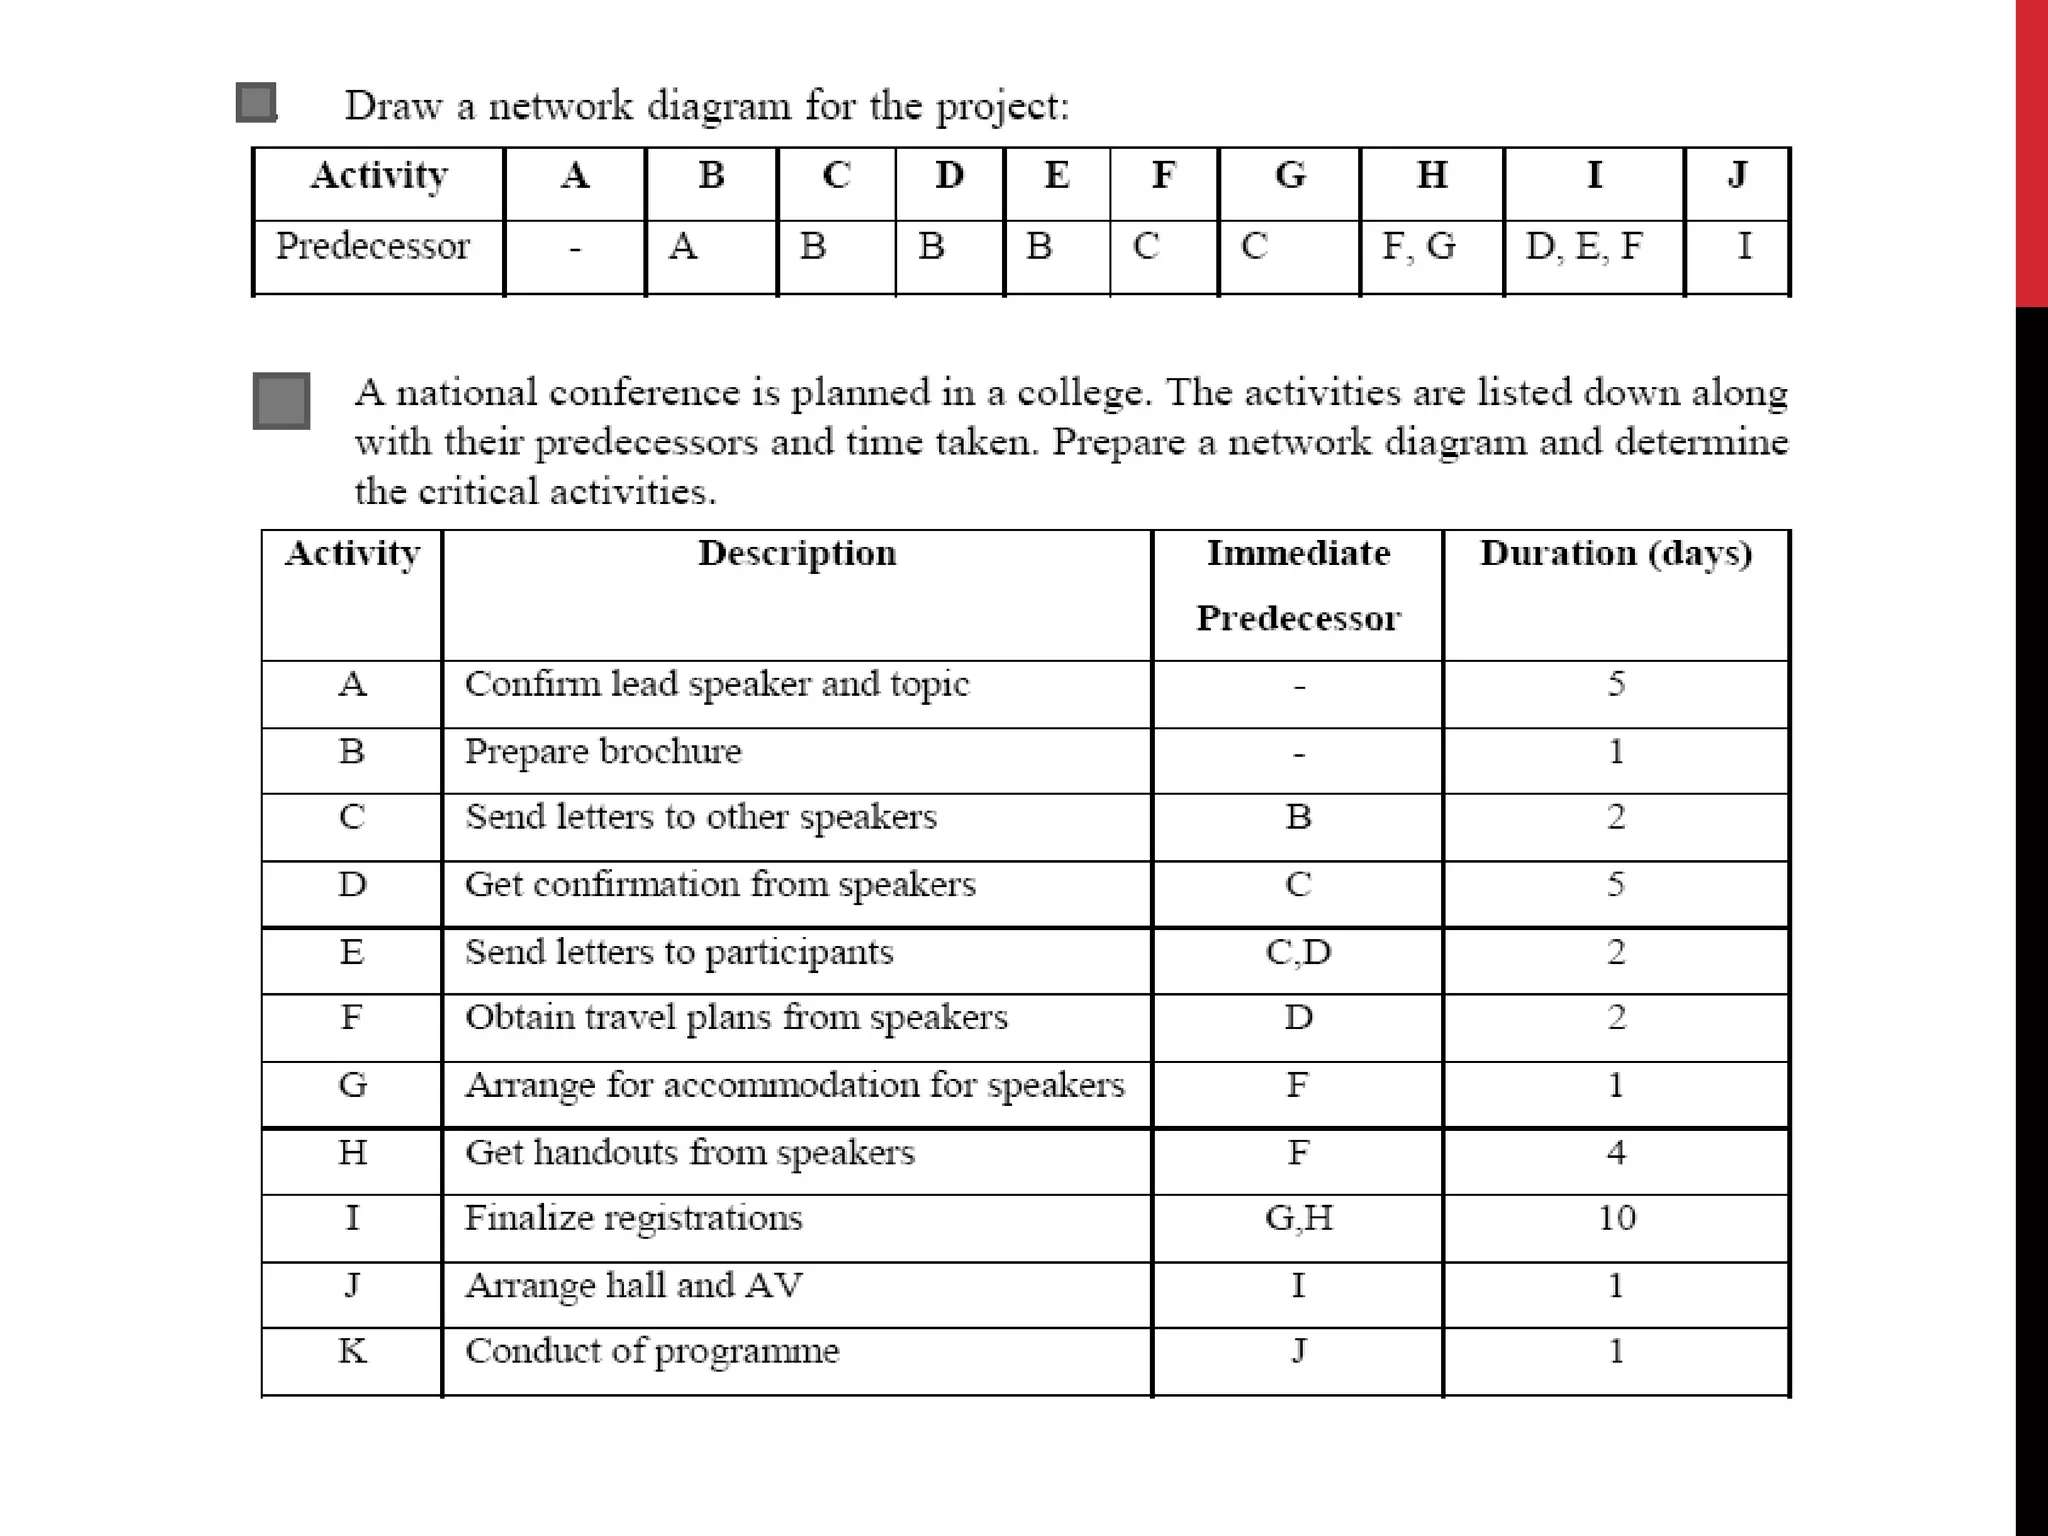 Draw a network diagram for the project:
Activity A B C D E F G H I J
Predecessor - A B B B C C F, G D, E, F I
A national conference is planned in a college. The activities are listed down along
with their predecessors and time taken. Prepare a network diagram and determine
the critical activities.
Activity Description Immediate Predecessor Duration (days)
A Confirm lead speaker and topic - 5
B Prepare brochure - 1
C Send letters to other speakers B 2
D Get confirmation from speakers C 5
E Send letters to participants C,D 2
F Obtain travel plans from speakers D 2
G Arrange for accommodation for speakers F 1
H Get handouts from speakers F 4
I Finalize registrations G,H 10
J Arrange hall and AV I 1
K Conduct of programme J 1